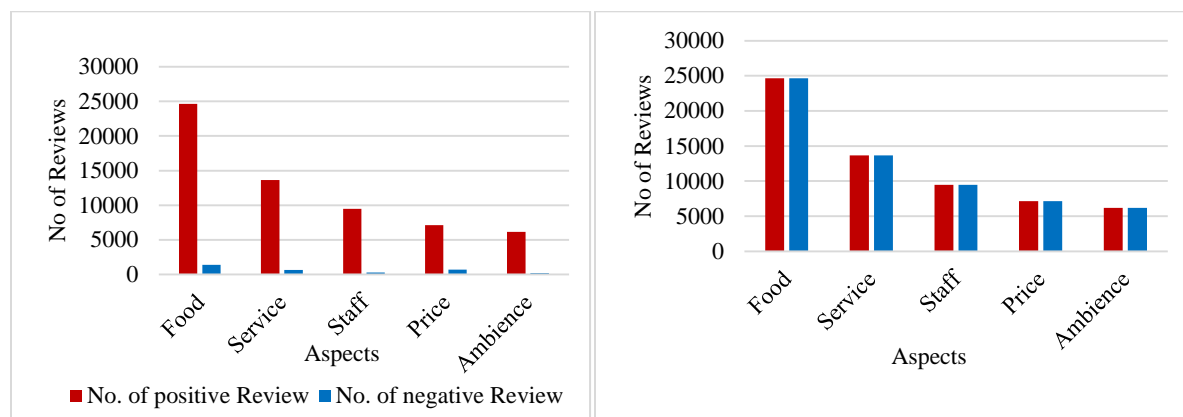 30000
25000
20000
15000
10000
5000
0
No of Reviews
Food
Service
Staff
Price
Ambience
Aspects
No. of positive Review
No. of negative Review
30000
25000
20000
15000
10000
5000
0
No of Reviews
Food
Service
Staff
Price
Ambience
Aspects